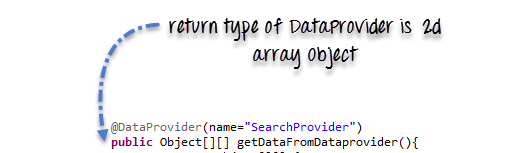 return type of DataProvider is 2d
array object
@DataProvider(name="SearchProvider")
public Object[][] getDataFromDataprovider(){